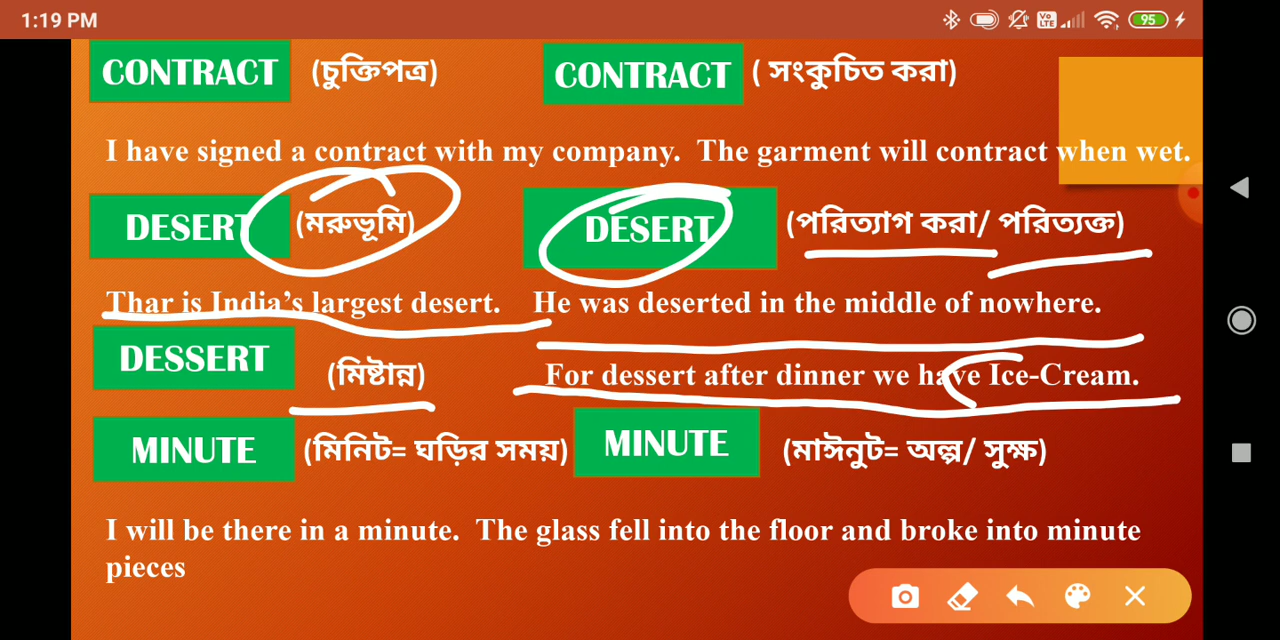 1:19 PM
Vo LTE 95
CONTRACT (চুক্তিপত্র) CONTRACT ( সংকুচিত করা)
I have signed a contract with my company. The garment will contract when wet.
DESERT (মরুভূমি) DESERT (পরিত্যাগ করা/ পরিত্যক্ত)
Thar is India's largest desert. He was deserted in the middle of nowhere.
DESSERT (মিষ্টান্ন) For dessert after dinner we have Ice-Cream.
MINUTE (মিনিট= ঘড়ির সময়) MINUTE (মাঈনুট= অল্প/ সুক্ষ)
I will be there in a minute. The glass fell into the floor and broke into minute
pieces